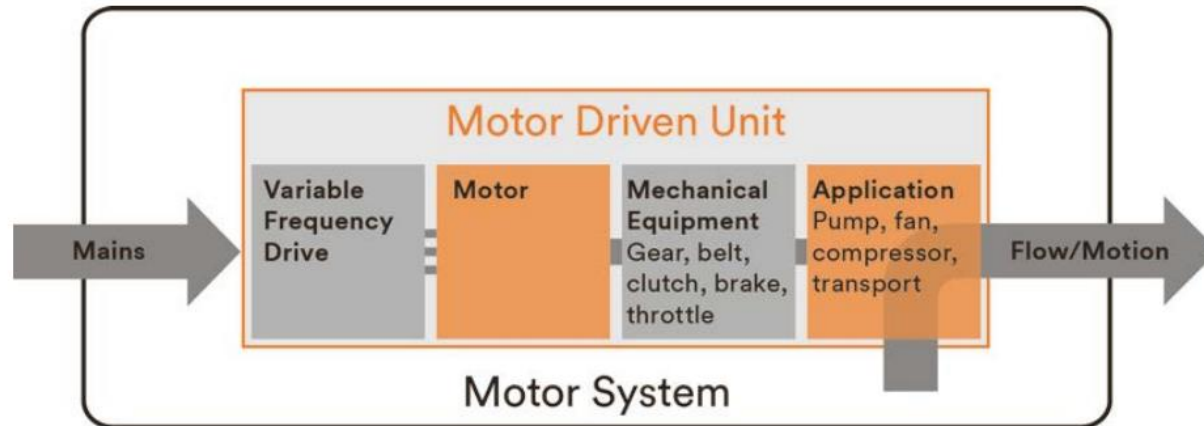 Motor Driven Unit
Mains
Variable
Frequency
Drive
Motor
Mechanical
Equipment
Gear, belt,
clutch, brake,
throttle
Application
Pump, fan,
compressor,
transport
Flow/Motion
Motor System